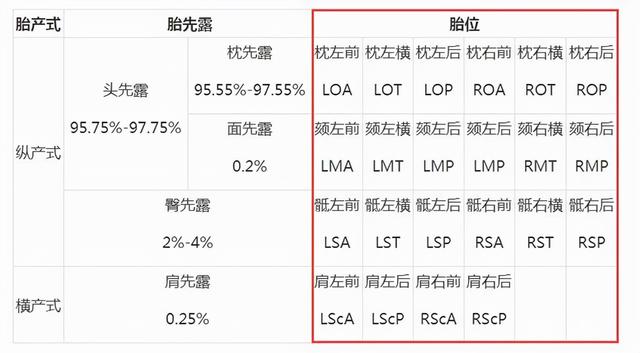 胎产式 胎先露 胎位
枕先露 枕左前 枕左横 枕左后 枕右前 枕右横 枕右后
头先露 95.55%-97.55% LOA LOT LOP ROA ROT ROP
95.75%-97.75% 面先露 颏左前 颏左横 颏左后 颏左后 颏右横 颏右后
纵产式 0.2% LMA LMT LMP LMP RMT RMP
臀先露 骶左前 骶左横 骶左后 骶右前 骶右横 骶右后
2%-4% LSA LST LSP RSA RST RSP
横产式 肩先露 肩左前 肩左后 肩右前 肩右后
0.25% LScA LScP RScA RScP